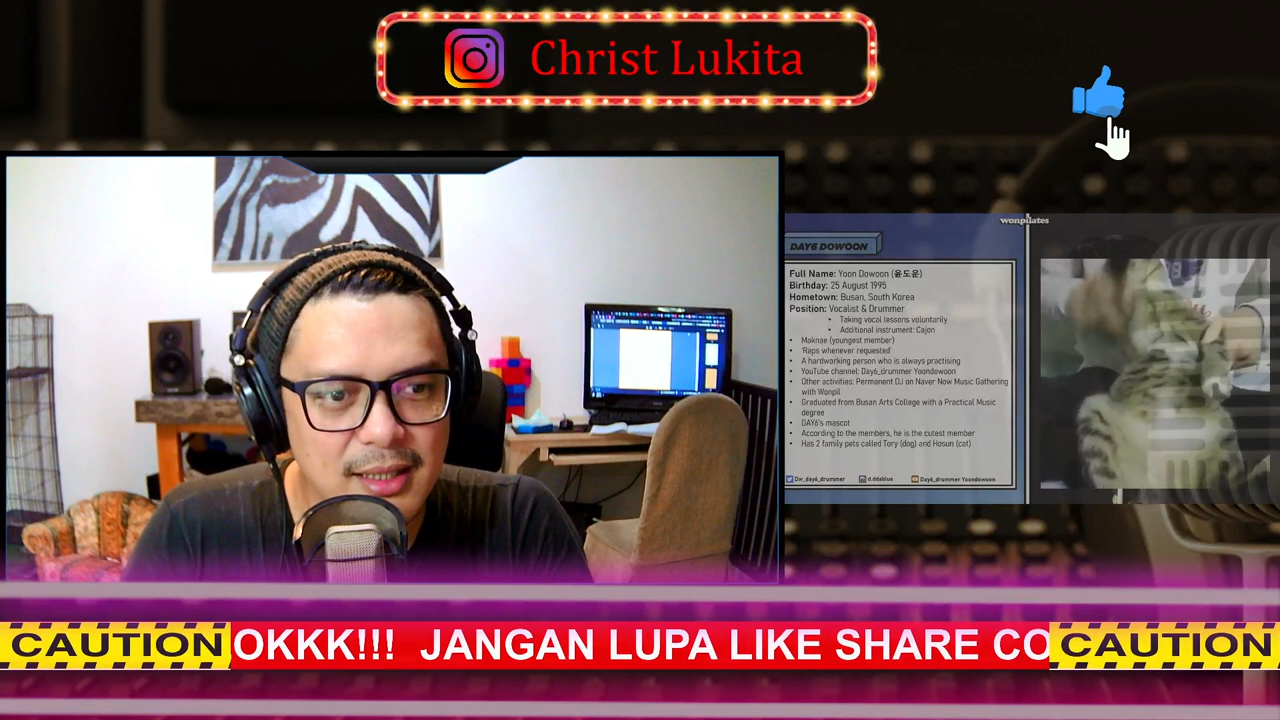 Christ Lukita
wonpilates
DAY6 DOWOON
Full Name: Yoon Dowoon (윤도운)
Birthday: 25 August 1995
Hometown: Busan, South Korea
Position: Vocalist & Drummer
• Taking vocal lessons voluntarily
• Additional instrument: Cajon
• Maknae (youngest member)
• 'Raps whenever requested'
• A hardworking person who is always practising
• YouTube channel: Day6_drummer Yoondowoon
• Other activities: Permanent DJ on Naver Now Music Gathering
with Wonpil
• Graduated from Busan Arts College with a Practical Music
degree
• DAY6's mascot
• According to the members, he is the cutest member
• Has 2 family pets called Tory (dog) and Hosun (cat)
Dw_day6_drummer d.ddablue Day6_drummer Yoondowoon
CAUTION OKKK!!! JANGAN LUPA LIKE SHARE CO CAUTION